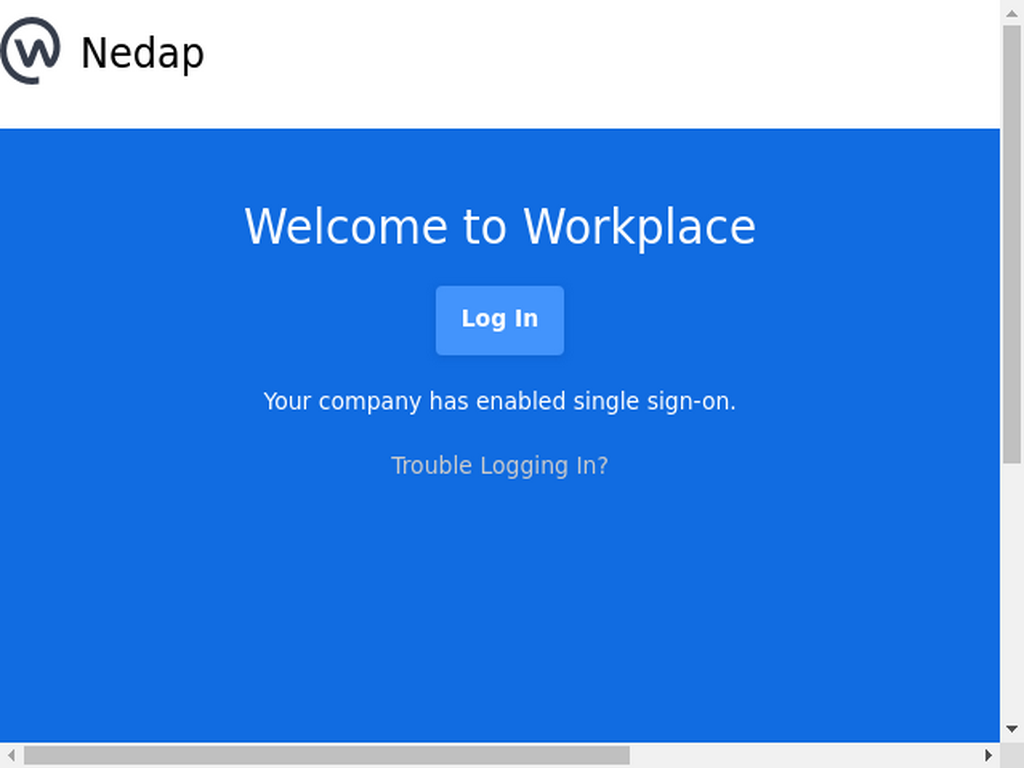 Nedap
Welcome to Workplace
Log In
Your company has enabled single sign-on.
Trouble Logging In?